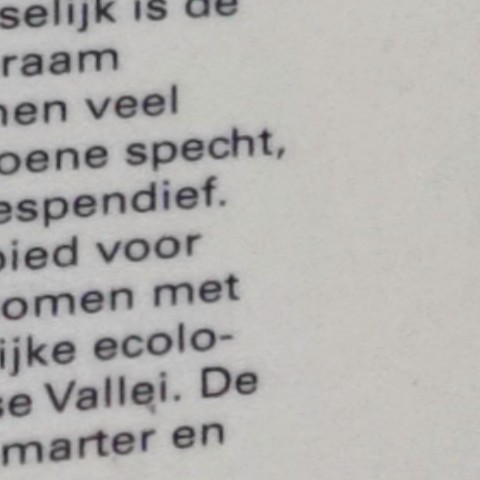 selijk is de
raam
nen veel
oene specht,
espendief.
bied voor
omen met
ijke ecolo-
se Vallei. De
marter en